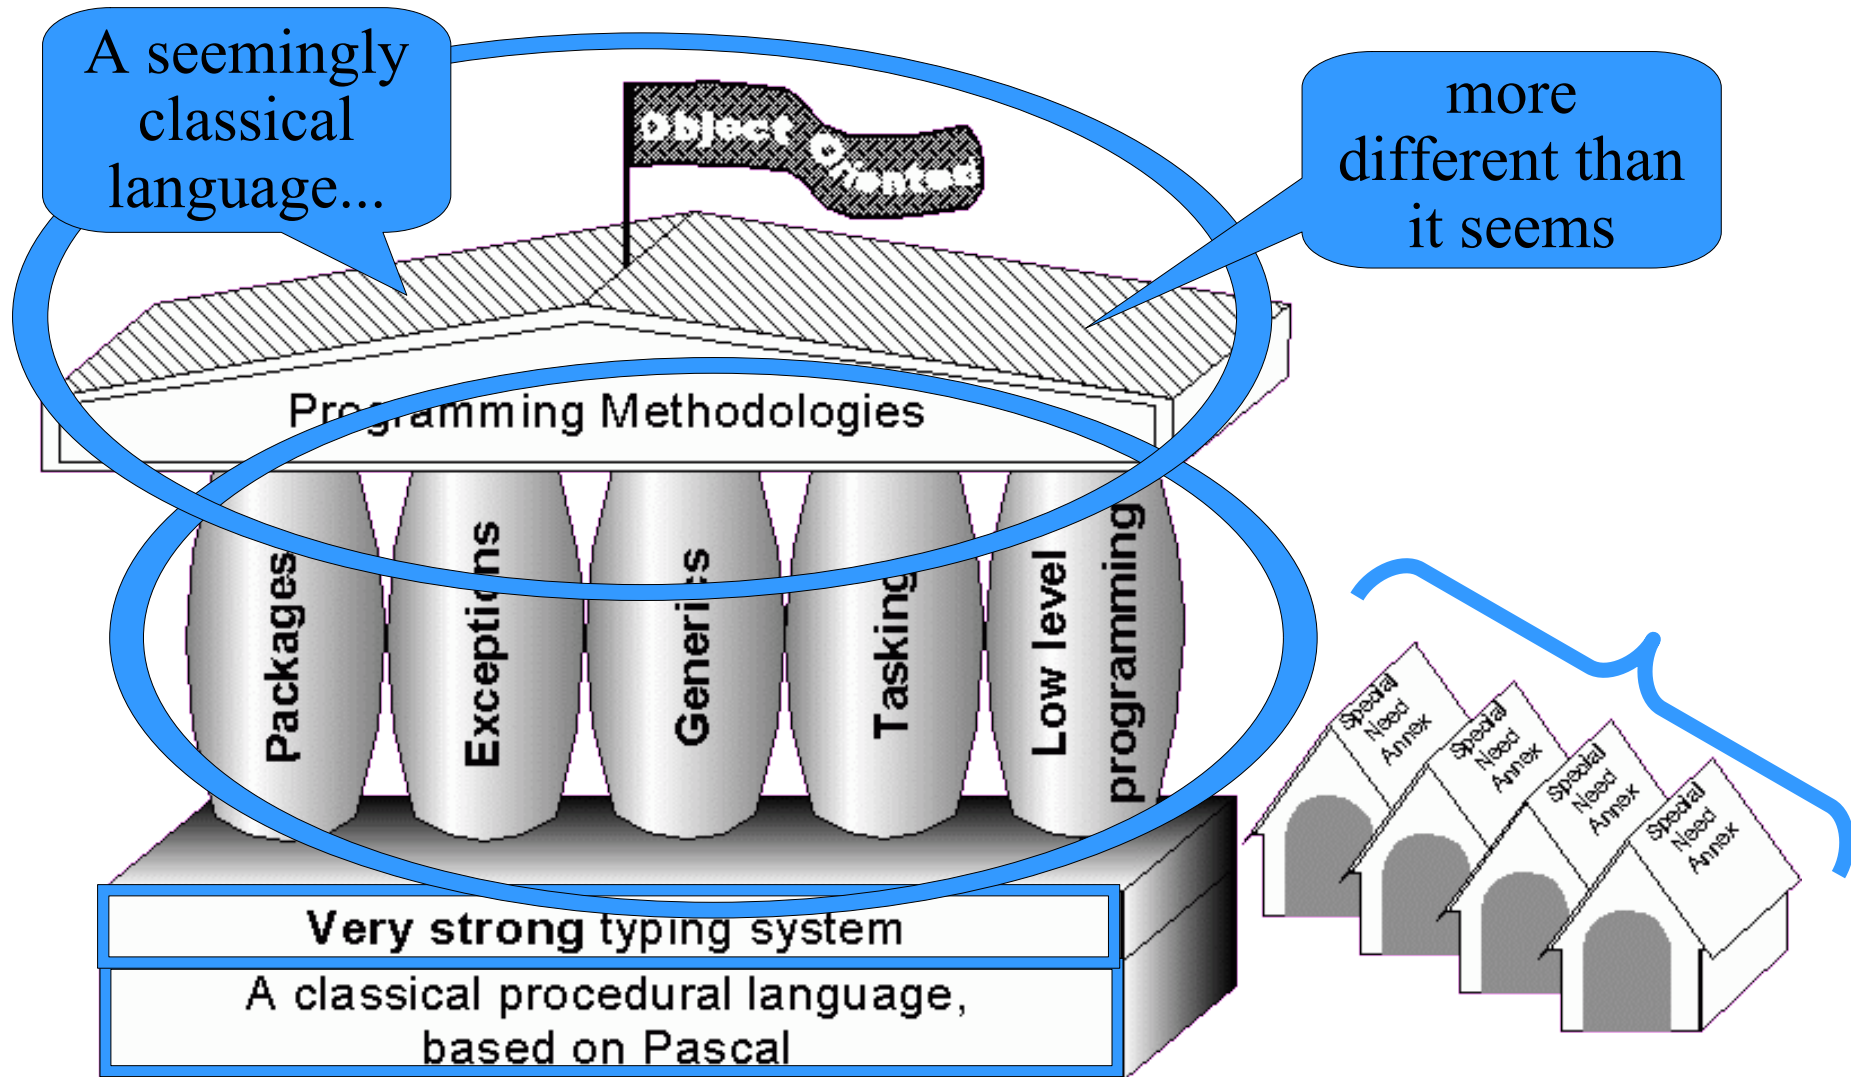 A seemingly
classical
language...
more
different than
it seems
Object Oriented
Programming Methodologies
Packages
Exceptions
Generics
Tasking
Low level
programming
Special
Need
Annex
Special
Need
Annex
Special
Need
Annex
Special
Need
Annex
Very strong typing system
A classical procedural language,
based on Pascal